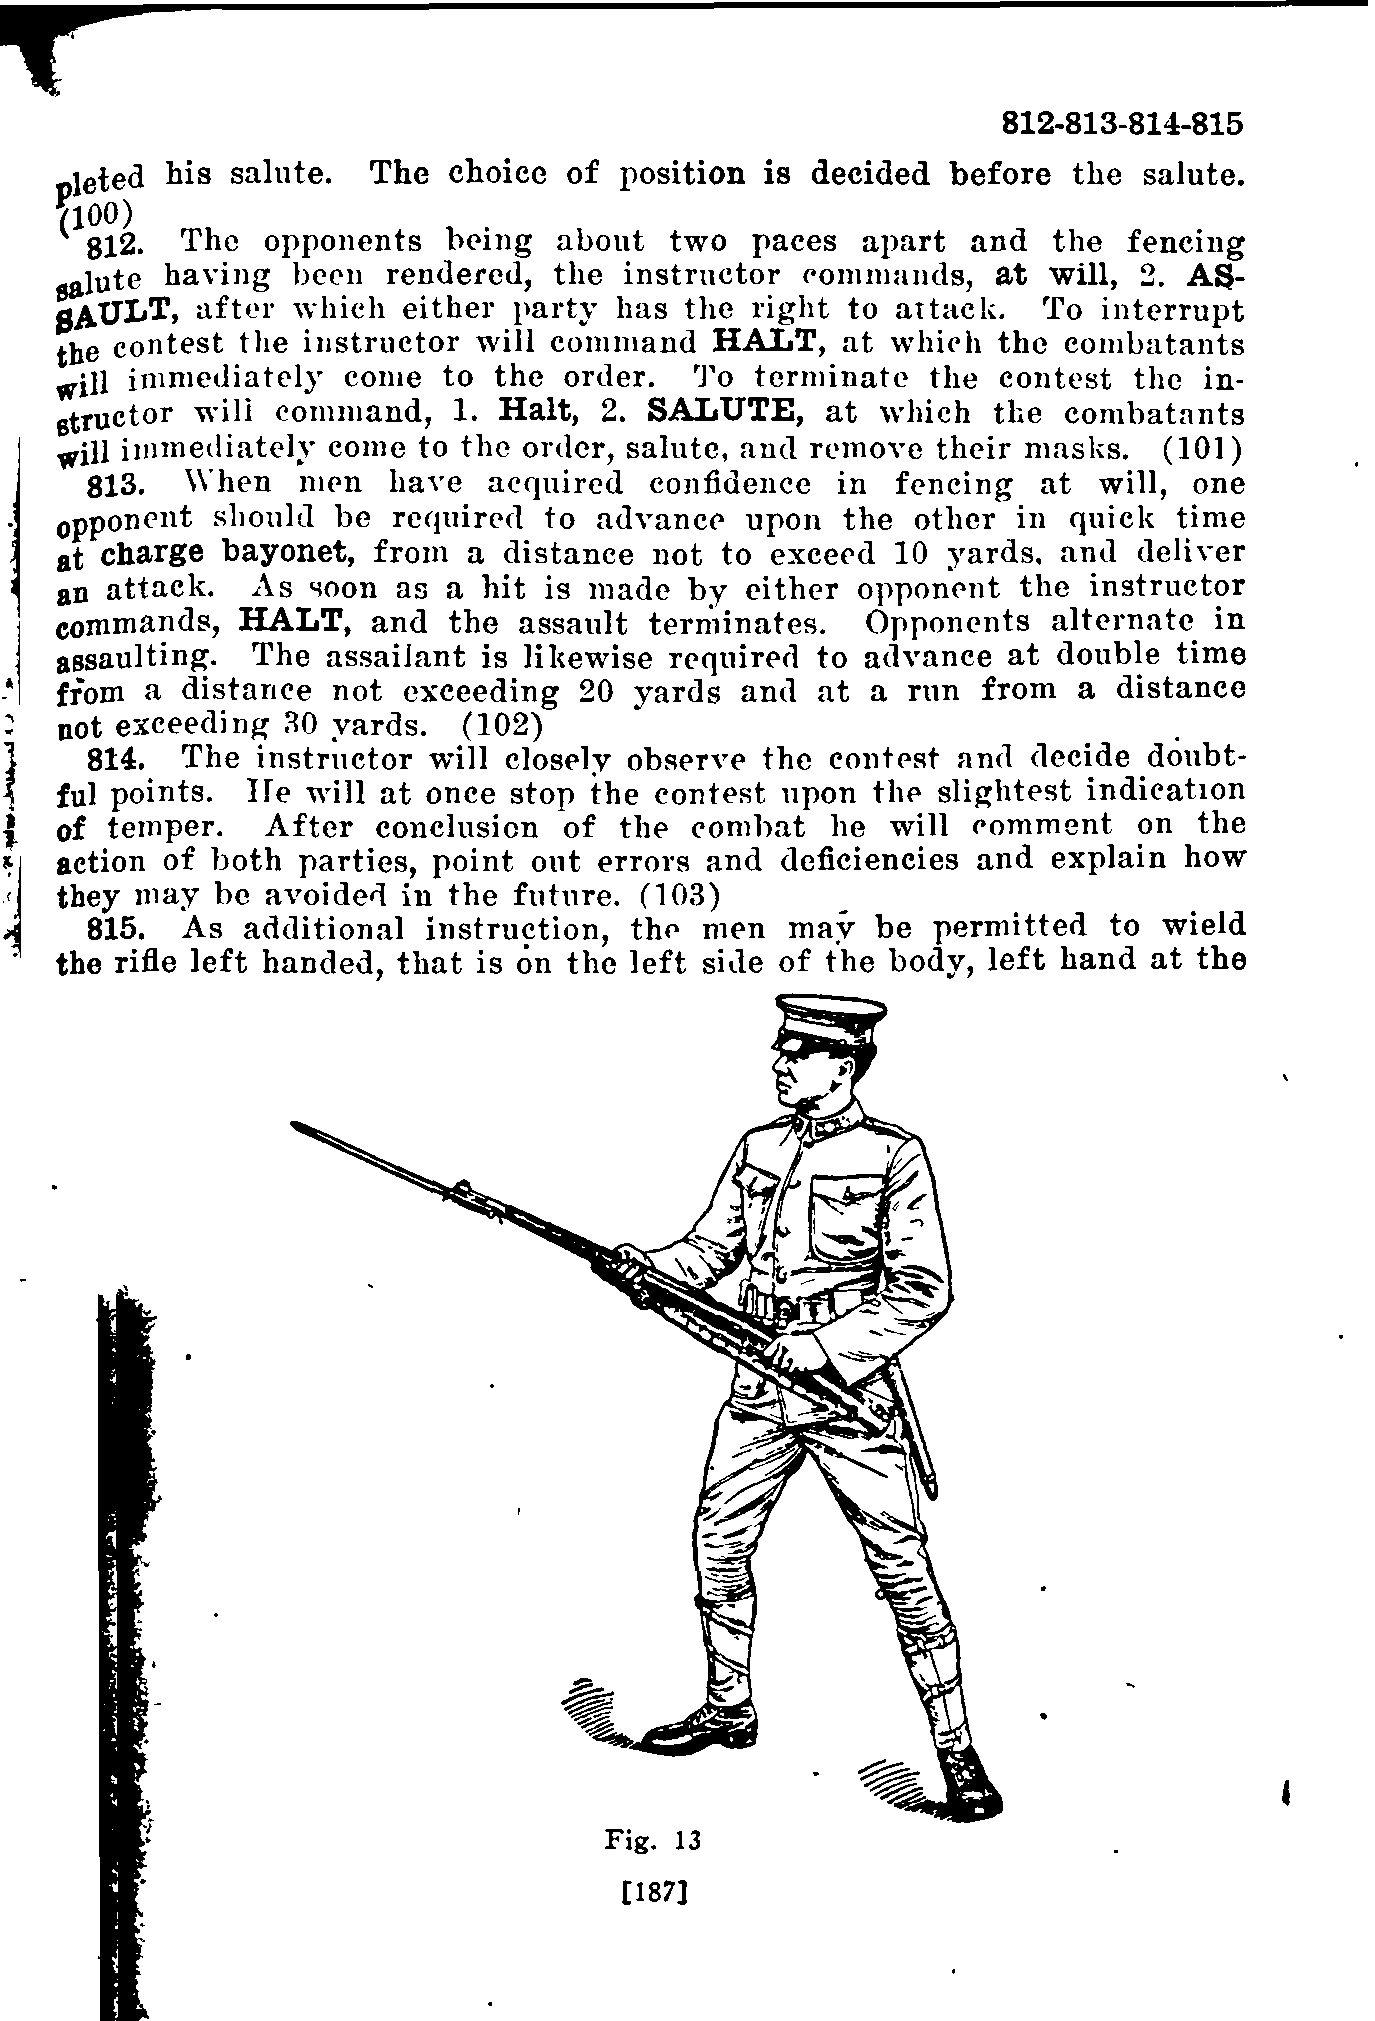 812-813-814-815
pleted his salute. The choice of position is decided before the salute.
(100)
812. The opponents being about two paces apart and the fencing
salute having been rendered, the instructor commands, at will, 2. AS-
SAULT, after which either party has the right to attack. To interrupt
the contest the instructor will command HALT, at which the combatants
will immediately come to the order. To terminate the contest the in-
structor will command, 1. Halt, 2. SALUTE, at which the combatants
will immediately come to the order, salute, and remove their masks. (101)
813. When men have acquired confidence in fencing at will, one
opponent should be required to advance upon the other in quick time
at charge bayonet, from a distance not to exceed 10 yards, and deliver
an attack. As soon as a hit is made by either opponent the instructor
commands, HALT, and the assault terminates. Opponents alternate in
assaulting. The assailant is likewise required to advance at double time
from a distance not exceeding 20 yards and at a run from a distance
not exceeding 30 yards. (102)
814. The instructor will closely observe the contest and decide doubt-
ful points. He will at once stop the contest upon the slightest indication
of temper. After conclusion of the combat he will comment on the
action of both parties, point out errors and deficiencies and explain how
they may be avoided in the future. (103)
815. As additional instruction, the men may be permitted to wield
the rifle left handed, that is on the left side of the body, left hand at the
Fig. 13
[187]